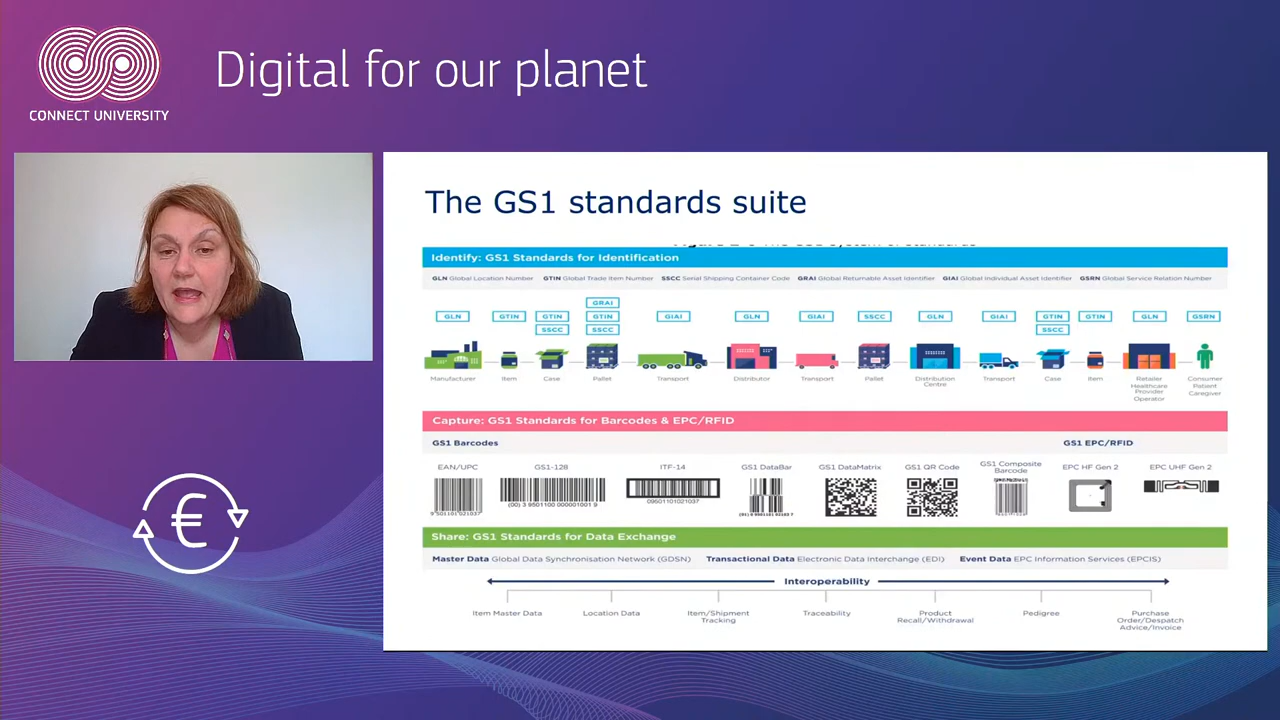 CONNECT UNIVERSITY
Digital for our planet
The GS1 standards suite
Identify: GS1 Standards for Identification
GLN Global Location Number GTIN Global Trade Item Number SSCC Serial Shipping Container Code GRAI Global Returnable Asset Identifier GIAI Global Individual Asset Identifier GSRN Global Service Relation Number
GRAI
GLN GTIN GTIN GTIN GIAI GLN GIAI SSCC GLN GIAI GTIN GTIN GLN GSRN
SSCC SSCC SSCC
Manufacturer Item Case Pallet Transport Distributor Transport Pallet Distribution Transport Case Item Retailer Consumer
Centre Healthcare Patient
Provider Caregiver
Operator
Capture: GS1 Standards for Barcodes & EPC/RFID
GS1 Barcodes GS1 EPC/RFID
EAN/UPC GS1-128 ITF-14 GS1 DataBar GS1 DataMatrix GS1 QR Code GS1 Composite Barcode EPC HF Gen 2 EPC UHF Gen 2
9501101021037 (00) 3 9501100 000001001 9 09501101021037
Share: GS1 Standards for Data Exchange
Master Data Global Data Synchronisation Network (GDSN) Transactional Data Electronic Data Interchange (EDI) Event Data EPC Information Services (EPCIS)
Interoperability
Item Master Data Location Data Item/Shipment Traceability Product Pedigree Purchase
Tracking Recall/Withdrawal Order/Despatch
Advice/Invoice
€